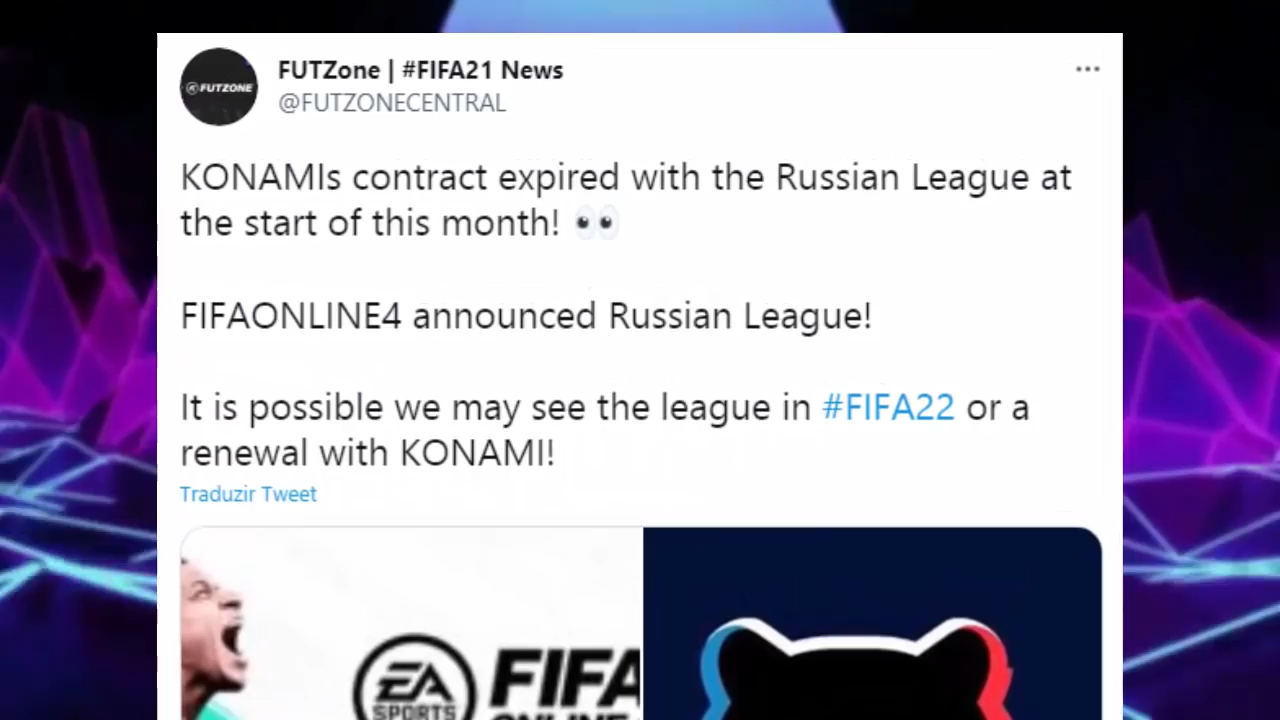 FUTZONE
FUTZone | #FIFA21 News
@FUTZONECENTRAL
KONAMIs contract expired with the Russian League at
the start of this month! 👀
FIFAONLINE4 announced Russian League!
It is possible we may see the league in #FIFA22 or a
renewal with KONAMI!
Traduzir Tweet
EA
SPORTS
FIFA
ONLINE